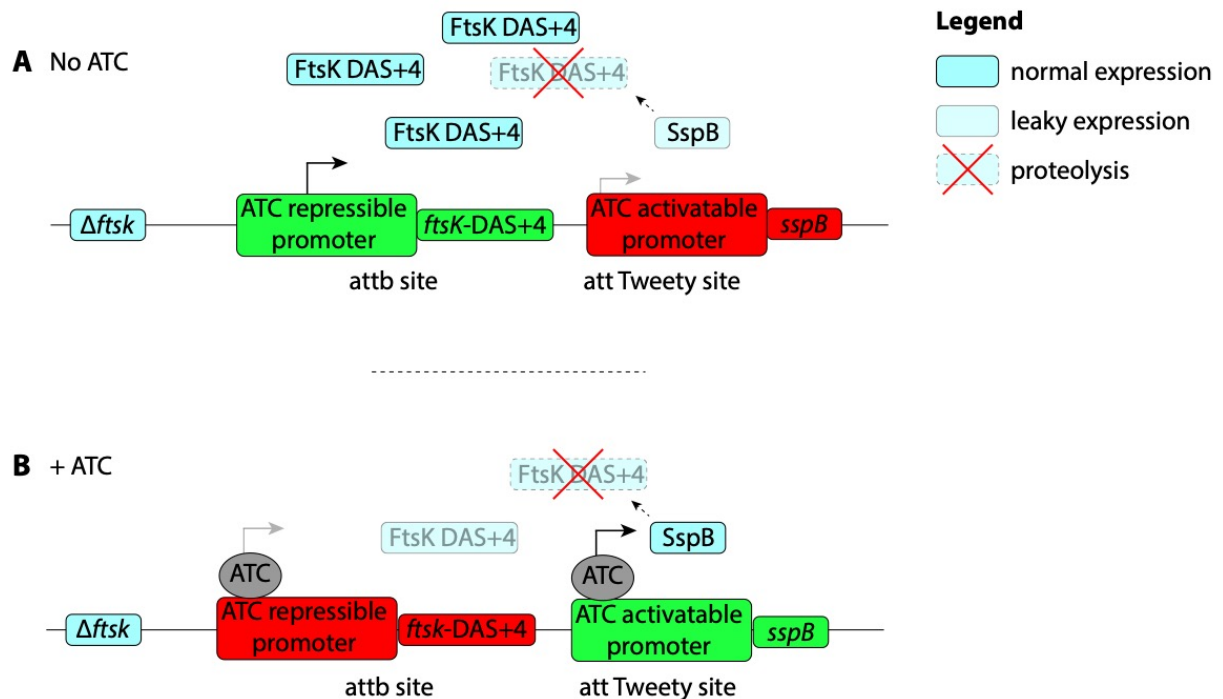 Legend
normal expression
leaky expression
proteolysis
A No ATC
FtsK DAS+4
FtsK DAS+4
FtsK DAS+4
FtsK DAS+4
SspB
Δftsk
ATC repressible
promoter
ftsK-DAS+4
ATC activatable
promoter
sspB
attb site
att Tweety site
B + ATC
FtsK DAS+4
FtsK DAS+4
SspB
ATC
ATC
Δftsk
ATC repressible
promoter
ftsk-DAS+4
ATC activatable
promoter
sspB
attb site
att Tweety site